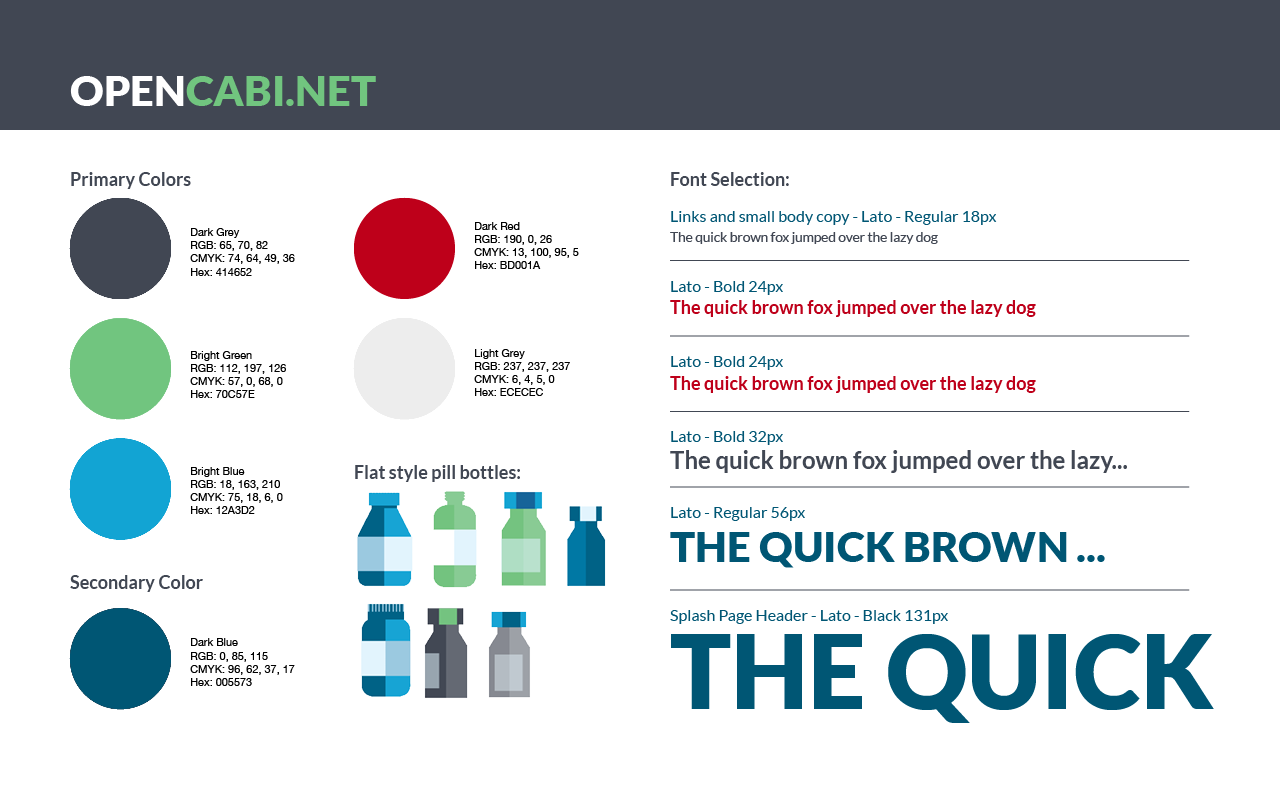 OPENCABI.NET
Primary Colors
Dark Grey
RGB: 65, 70, 82
CMYK: 74, 64, 49, 36
Hex: 414652
Dark Red
RGB: 190, 0, 26
CMYK: 13, 100, 95, 5
Hex: BD001A
Bright Green
RGB: 112, 197, 126
CMYK: 57, 0, 68, 0
Hex: 70C57E
Light Grey
RGB: 237, 237, 237
CMYK: 6, 4, 5, 0
Hex: ECECEC
Bright Blue
RGB: 18, 163, 210
CMYK: 75, 18, 6, 0
Hex: 12A3D2
Flat style pill bottles:
Secondary Color
Dark Blue
RGB: 0, 85, 115
CMYK: 96, 62, 37, 17
Hex: 005573
Font Selection:
Links and small body copy - Lato - Regular 18px
The quick brown fox jumped over the lazy dog
Lato - Bold 24px
The quick brown fox jumped over the lazy dog
Lato - Bold 24px
The quick brown fox jumped over the lazy dog
Lato - Bold 32px
The quick brown fox jumped over the lazy...
Lato - Regular 56px
THE QUICK BROWN ...
Splash Page Header - Lato - Black 131px
THE QUICK